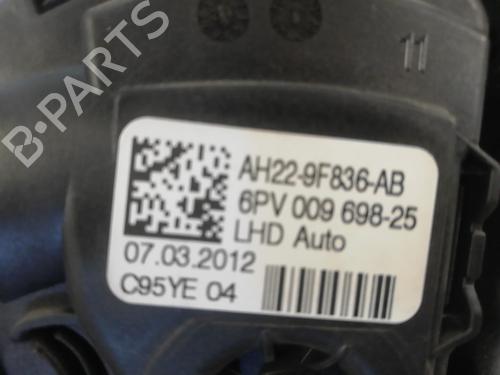 B-PARTS
11
AH22-9F836-AB
6PV 009 698-25
LHD Auto
07.03.2012
C95YE 04